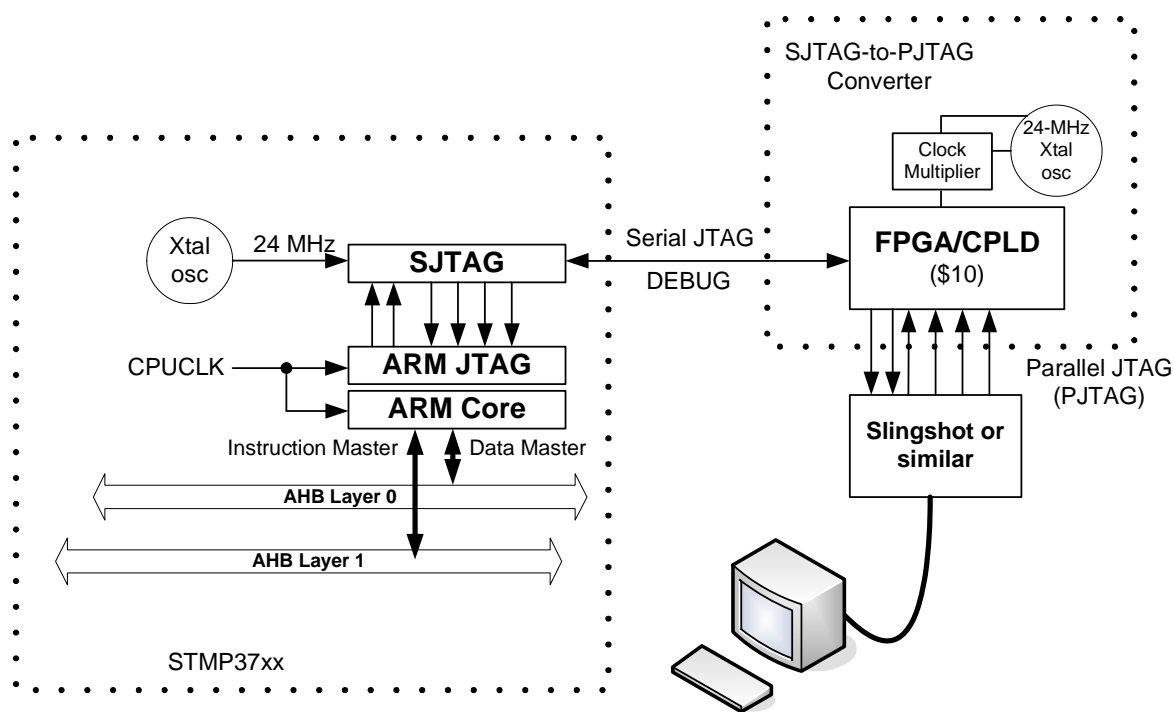 SJTAG-to-PJTAG
Converter
24-MHz
Xtal
osc
Clock
Multiplier
FPGA/CPLD
($10)
Xtal
osc
24 MHz
SJTAG
Serial JTAG
DEBUG
CPUCLK
ARM JTAG
ARM Core
Parallel JTAG
(PJTAG)
Slingshot or
similar
Instruction Master
Data Master
AHB Layer 0
AHB Layer 1
STMP37xx